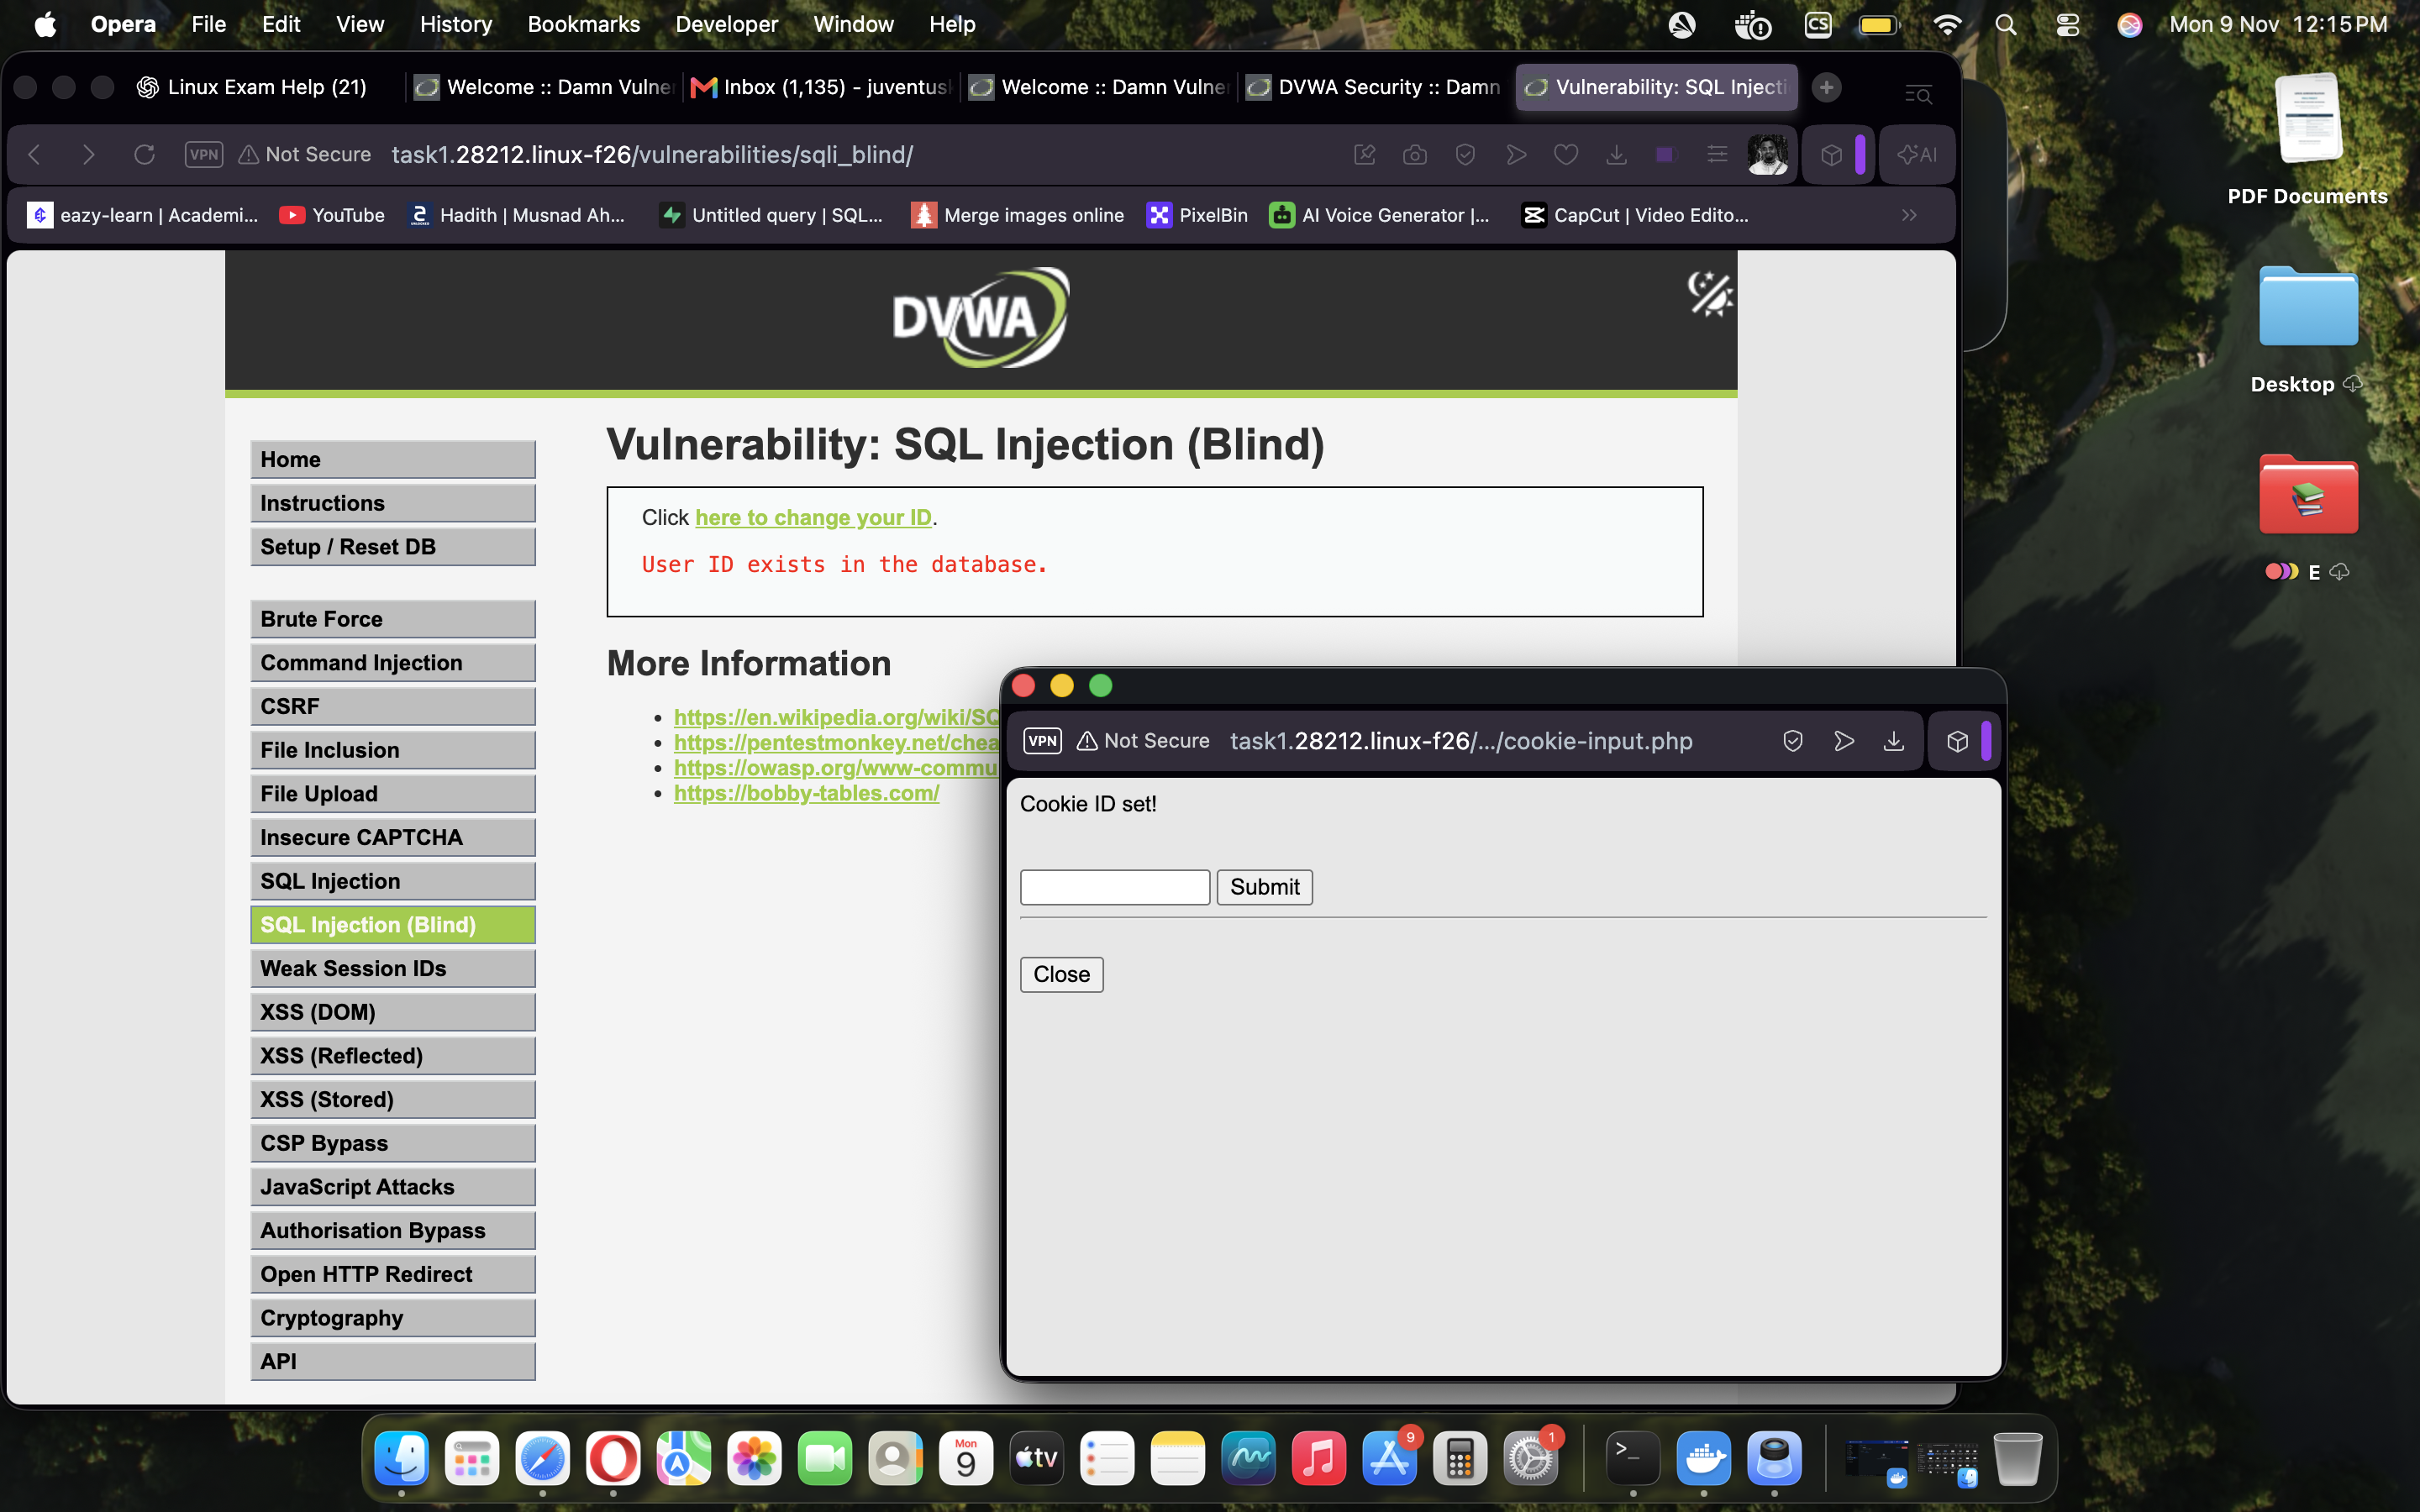 Opera File Edit View History Bookmarks Developer Window Help CS Mon 9 Nov 12:15 PM
Linux Exam Help (21) Welcome :: Damn Vulne Inbox (1,135) - juventus Welcome :: Damn Vulne DVWA Security :: Damn Vulnerability: SQL Injecti
VPN Not Secure task1.28212.linux-f26/vulnerabilities/sqli_blind/ AI
eazy-learn | Academi... YouTube Hadith | Musnad Ah... Untitled query | SQL... Merge images online PixelBin AI Voice Generator |... CapCut | Video Edito...
PDF Documents
Desktop
E
DVWA
Home
Instructions
Setup / Reset DB
Brute Force
Command Injection
CSRF
File Inclusion
File Upload
Insecure CAPTCHA
SQL Injection
SQL Injection (Blind)
Weak Session IDs
XSS (DOM)
XSS (Reflected)
XSS (Stored)
CSP Bypass
JavaScript Attacks
Authorisation Bypass
Open HTTP Redirect
Cryptography
API
Vulnerability: SQL Injection (Blind)
Click here to change your ID.
User ID exists in the database.
More Information
https://en.wikipedia.org/wiki/SQ
https://pentestmonkey.net/chea
https://owasp.org/www-commu
https://bobby-tables.com/
VPN Not Secure task1.28212.linux-f26/.../cookie-input.php
Cookie ID set!
Submit
Close
Mon
9
tv
9
1